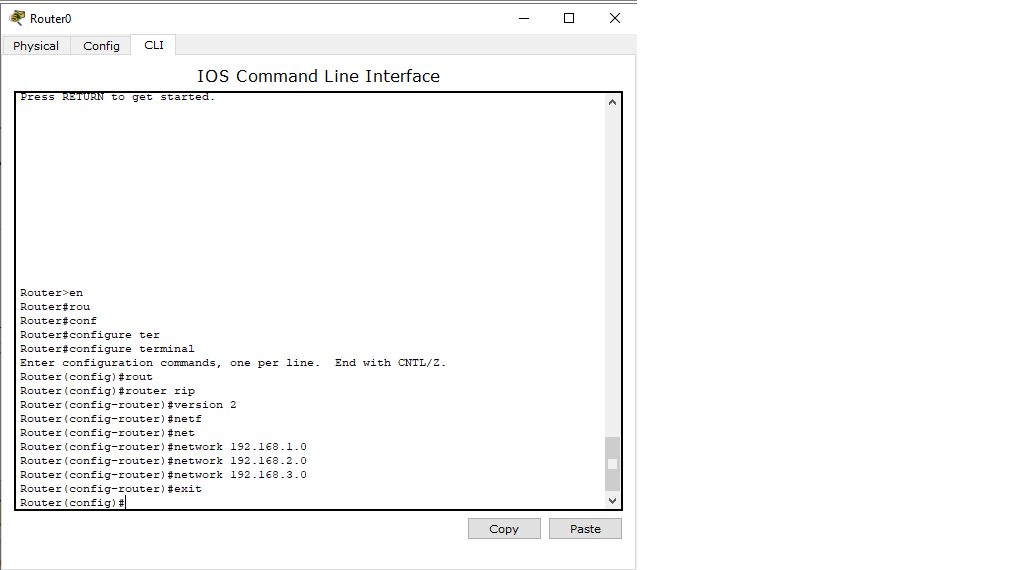 Router0
Physical Config CLI
IOS Command Line Interface
Press RETURN to get started.
Router>en
Router#rou
Router#conf
Router#configure ter
Router#configure terminal
Enter configuration commands, one per line.  End with CNTL/Z.
Router(config)#rout
Router(config)#router rip
Router(config-router)#version 2
Router(config-router)#netf
Router(config-router)#net
Router(config-router)#network 192.168.1.0
Router(config-router)#network 192.168.2.0
Router(config-router)#network 192.168.3.0
Router(config-router)#exit
Router(config)#
Copy Paste